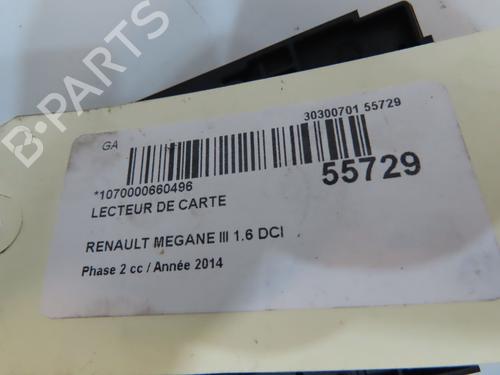 B-PARTS
GA
30300701 55729
*1070000660496
55729
LECTEUR DE CARTE
RENAULT MEGANE III 1.6 DCI
Phase 2 cc / Année 2014